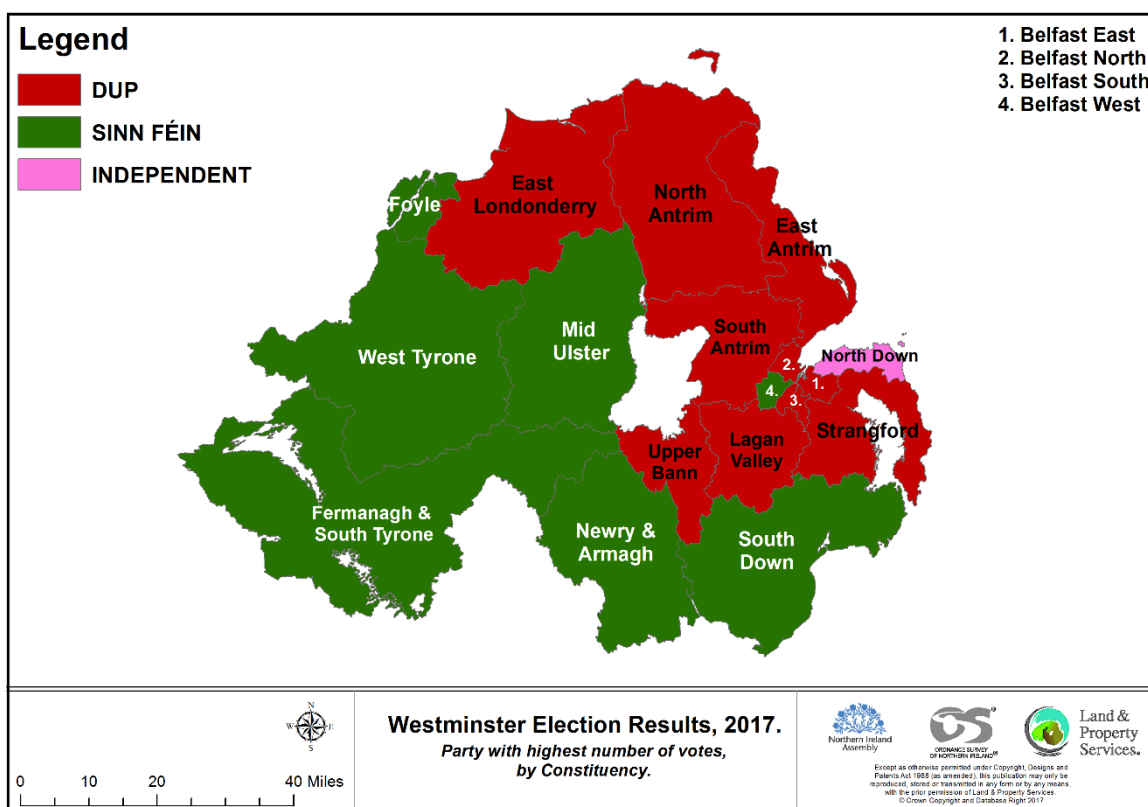 Legend
DUP
SINN FÉIN
INDEPENDENT
1. Belfast East
2. Belfast North
3. Belfast South
4. Belfast West
Foyle
East
Londonderry
North
Antrim
East
Antrim
West Tyrone
Mid
Ulster
South
Antrim
2.
North Down
1.
4.
3.
Strangford
Upper
Bann
Lagan
Valley
Fermanagh &
South Tyrone
Newry &
Armagh
South
Down
N
W
E
S
0 10 20 40 Miles
Westminster Election Results, 2017.
Party with highest number of votes,
by Constituency.
Northern Ireland
Assembly
OS®
ORDNANCE SURVEY
OF NORTHERN IRELAND®
Land &
Property
Services.
Except as otherwise permitted under Copyright, Designs and
Patents Act 1988 (as amended), this publication may only be
reproduced, stored or transmitted in any form or by any means,
with the prior permission of Land & Property Services.
© Crown Copyright and Database Right 2017